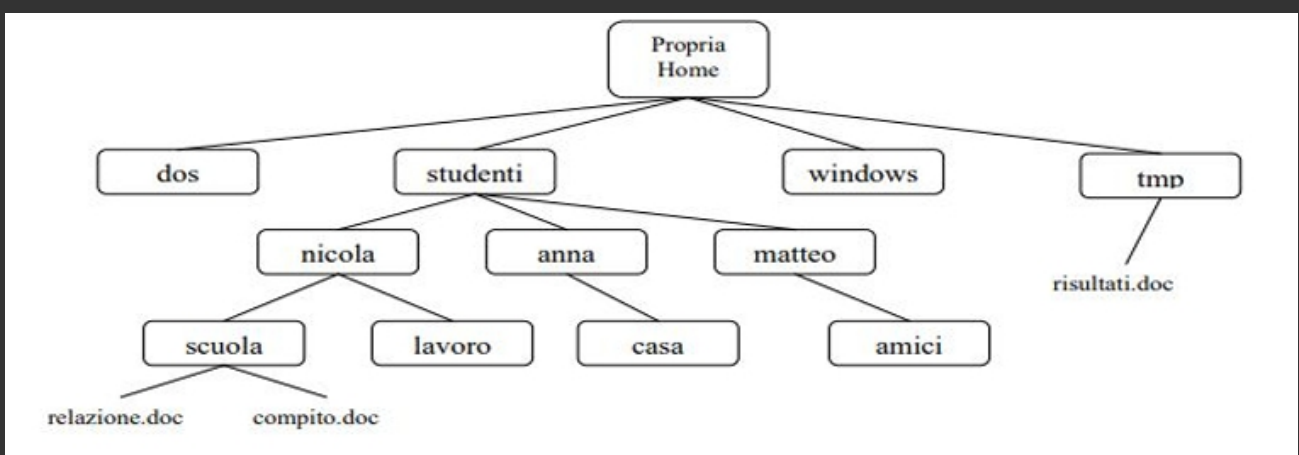 Propria
Home
dos
studenti
windows
tmp
nicola
anna
matteo
risultati.doc
scuola
lavoro
casa
amici
relazione.doc
compito.doc